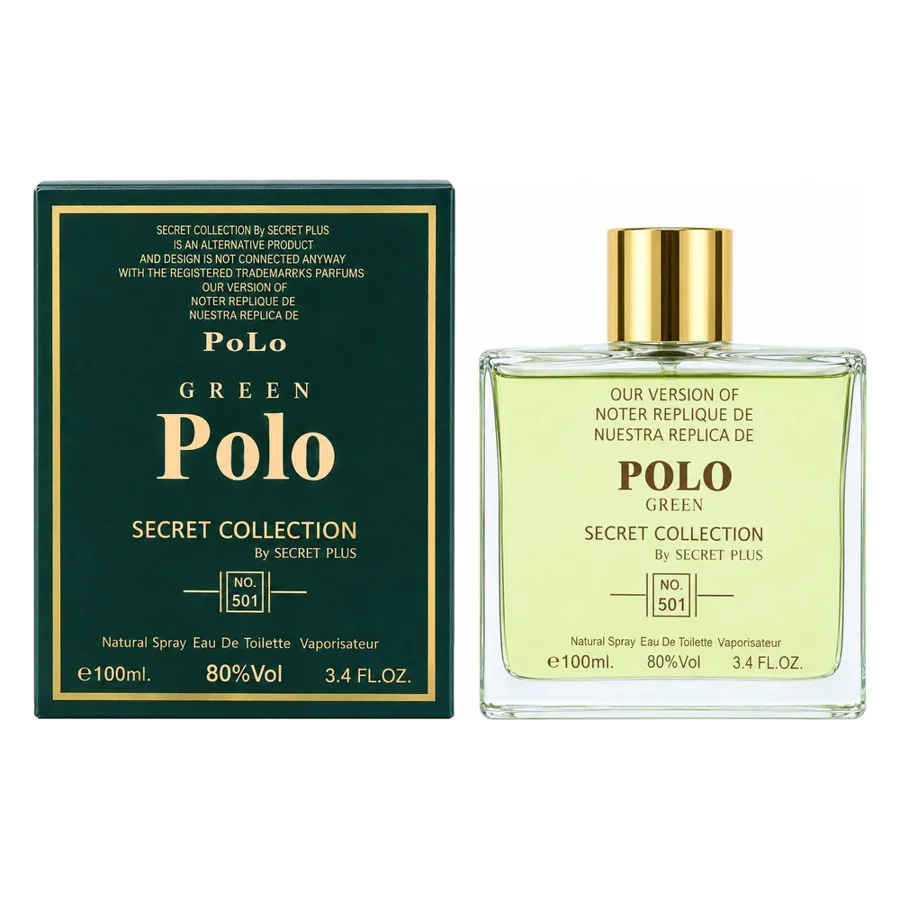 SECRET COLLECTION By SECRET PLUS
IS AN ALTERNATIVE PRODUCT
AND DESIGN IS NOT CONNECTED ANYWAY
WITH THE REGISTERED TRADEMARRKS PARFUMS
OUR VERSION OF
NOTER REPLIQUE DE
NUESTRA REPLICA DE
PoLo
GREEN
Polo
SECRET COLLECTION
By SECRET PLUS
NO.
501
Natural Spray Eau De Toilette Vaporisateur
℮100ml. 80%Vol 3.4 FL.OZ.
OUR VERSION OF
NOTER REPLIQUE DE
NUESTRA REPLICA DE
POLO
GREEN
SECRET COLLECTION
By SECRET PLUS
NO.
501
Natural Spray Eau De Toilette Vaporisateur
℮100ml. 80%Vol 3.4 FL.OZ.